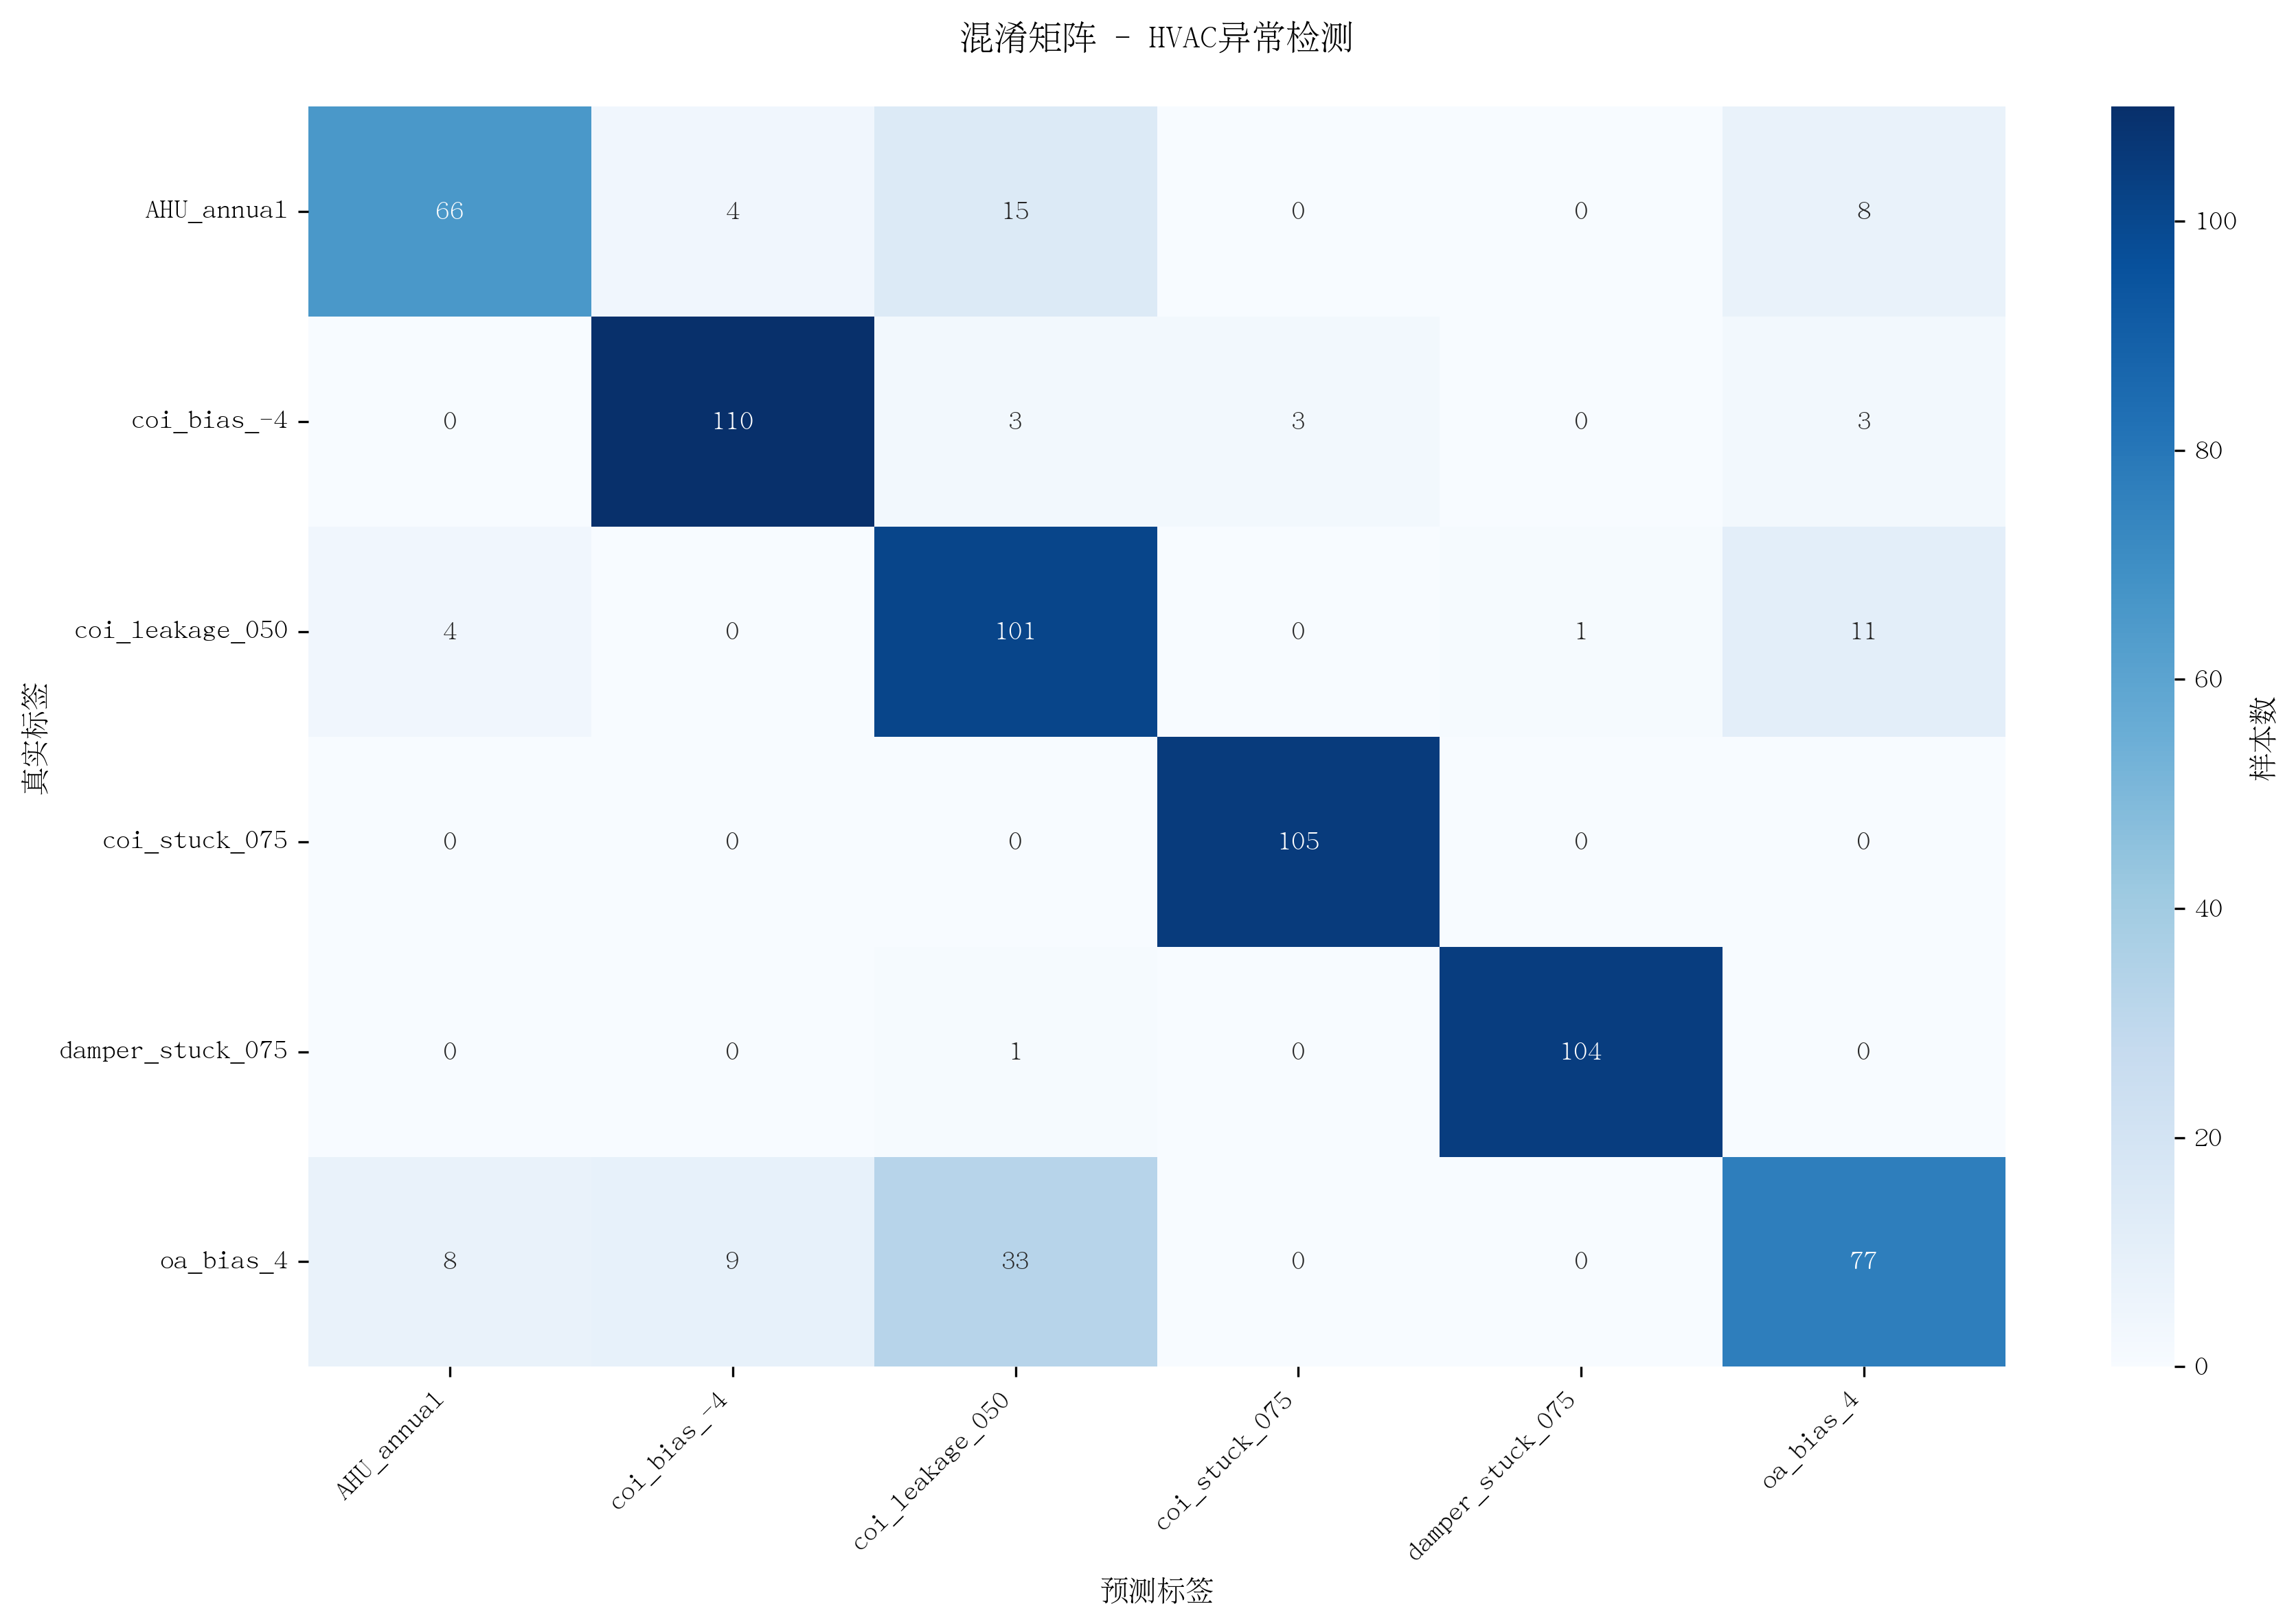 混淆矩阵 - HVAC异常检测
AHU_annual 66 4 15 0 0 8
coi_bias_-4 0 110 3 3 0 3
coi_leakage_050 4 0 101 0 1 11
coi_stuck_075 0 0 0 105 0 0
damper_stuck_075 0 0 1 0 104 0
oa_bias_4 8 9 33 0 0 77
真实标签
AHU_annual
coi_bias_-4
coi_leakage_050
coi_stuck_075
damper_stuck_075
oa_bias_4
预测标签
100
80
60
40
20
0
样本数